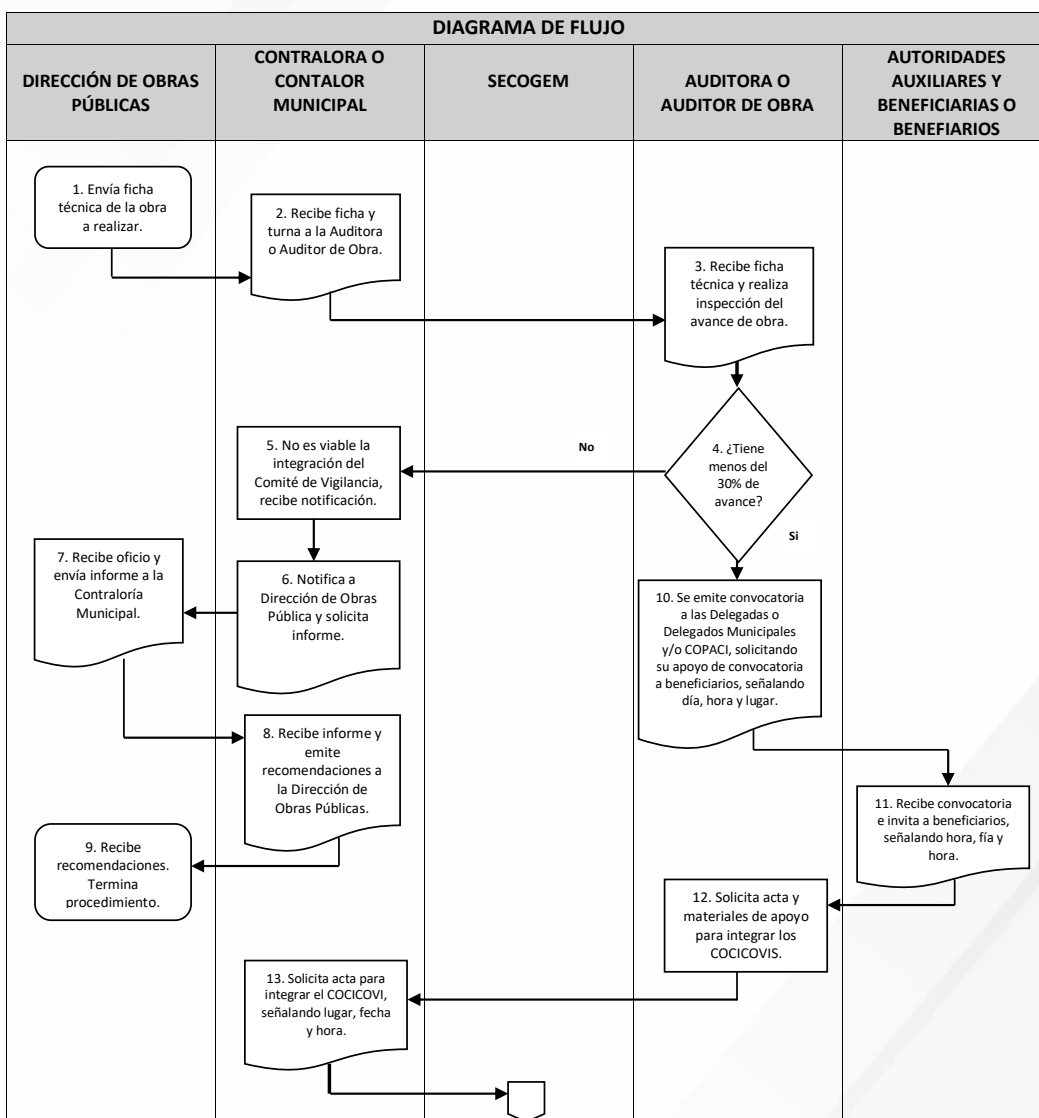 DIAGRAMA DE FLUJO
DIRECCIÓN DE OBRAS
PÚBLICAS
CONTRALORA O
CONTALOR
MUNICIPAL
SECOGEM
AUDITORA O
AUDITOR DE OBRA
AUTORIDADES
AUXILIARES Y
BENEFICIARIAS O
BENEFIARIOS
1. Envía ficha
técnica de la obra
a realizar.
2. Recibe ficha y
turna a la Auditora
o Auditor de Obra.
3. Recibe ficha
técnica y realiza
inspección del
avance de obra.
4. ¿Tiene
menos del
30% de
avance?
No
Si
5. No es viable la
integración del
Comité de Vigilancia,
recibe notificación.
6. Notifica a
Dirección de Obras
Pública y solicita
informe.
7. Recibe oficio y
envía informe a la
Contraloría
Municipal.
8. Recibe informe y
emite
recomendaciones a
la Dirección de
Obras Públicas.
9. Recibe
recomendaciones.
Termina
procedimiento.
10. Se emite convocatoria
a las Delegadas o
Delegados Municipales
y/o COPACI, solicitando
su apoyo de convocatoria
a beneficiarios, señalando
día, hora y lugar.
11. Recibe convocatoria
e invita a beneficiarios,
señalando hora, fía y
hora.
12. Solicita acta y
materiales de apoyo
para integrar los
COCICOVIS.
13. Solicita acta para
integrar el COCICOVI,
señalando lugar, fecha
y hora.